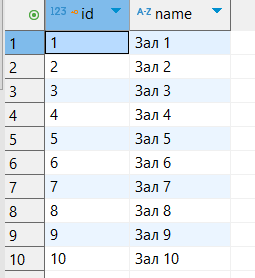 123 id A-Z name
1 1 Зал 1
2 2 Зал 2
3 3 Зал 3
4 4 Зал 4
5 5 Зал 5
6 6 Зал 6
7 7 Зал 7
8 8 Зал 8
9 9 Зал 9
10 10 Зал 10